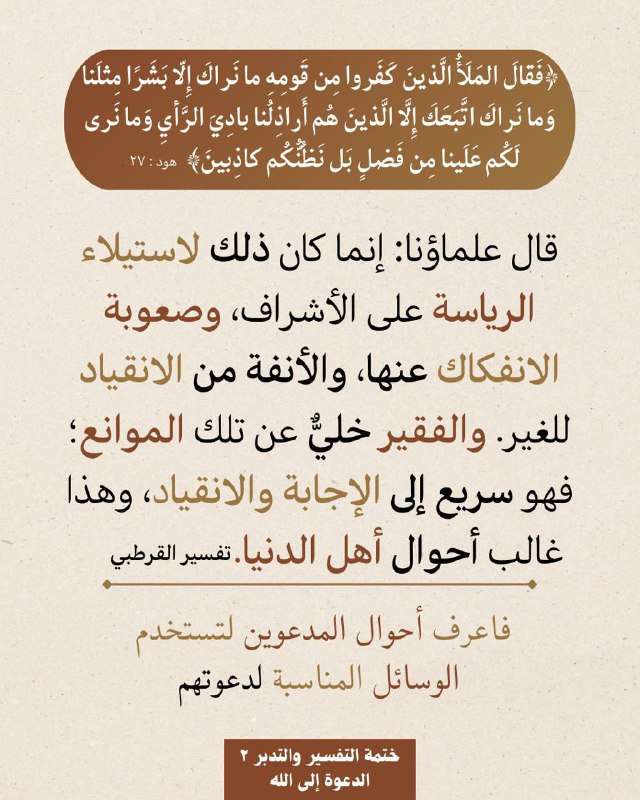 ﴿فَقالَ المَلَأُ الَّذينَ كَفَروا مِن قَومِهِ ما نَراكَ إِلّا بَشَرًا مِثلَنا
وَما نَراكَ اتَّبَعَكَ إِلَّا الَّذينَ هُم أَراذِلُنا بادِيَ الرَّأيِ وَما نَرى
لَكُم عَلَينا مِن فَضلٍ بَل نَظُنُّكُم كاذِبينَ﴾ هود: ٢٧
قال علماؤنا: إنما كان ذلك لاستيلاء
الرياسة على الأشراف، وصعوبة
الانفكاك عنها، والأنفة من الانقياد
للغير. والفقير خليٌّ عن تلك الموانع؛
فهو سريع إلى الإجابة والانقياد، وهذا
غالب أحوال أهل الدنيا. تفسير القرطبي
فاعرف أحوال المدعوين لتستخدم
الوسائل المناسبة لدعوتهم
ختمة التفسير والتدبر ٢
الدعوة إلى الله